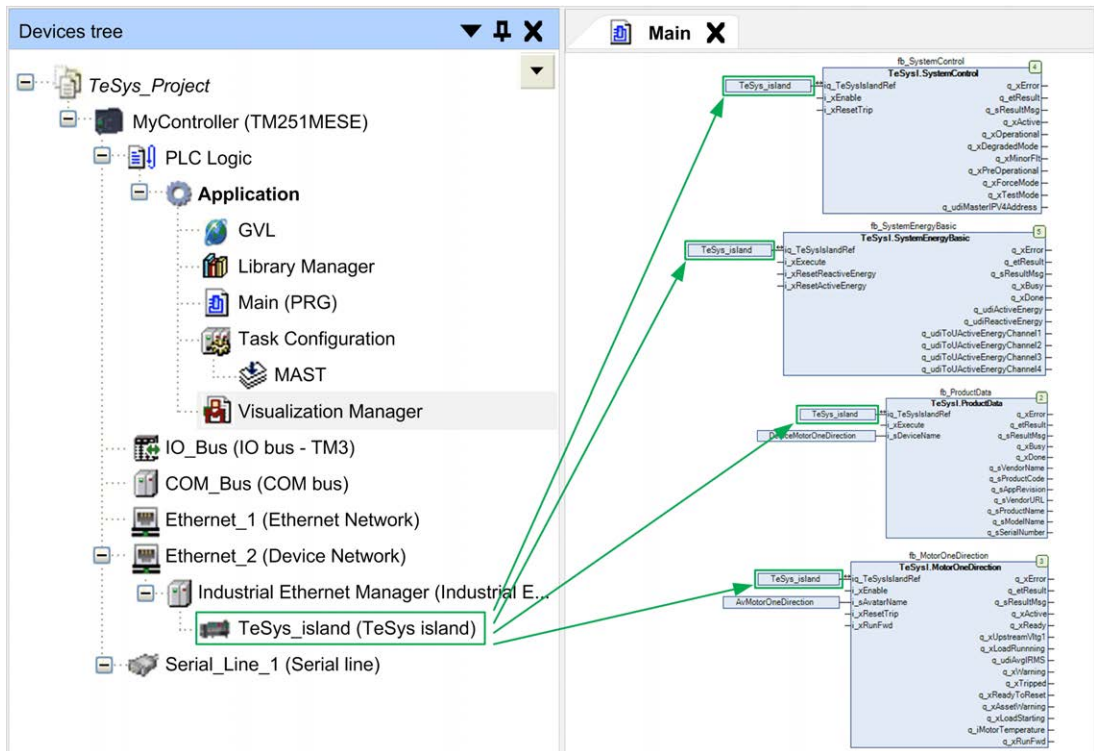 Devices tree
TeSys_Project
MyController (TM251MESE)
PLC Logic
Application
GVL
Library Manager
Main (PRG)
Task Configuration
MAST
Visualization Manager
IO_Bus (IO bus - TM3)
COM_Bus (COM bus)
Ethernet_1 (Ethernet Network)
Ethernet_2 (Device Network)
Industrial Ethernet Manager (Industrial E...
TeSys_island (TeSys island)
Serial_Line_1 (Serial line)
Main
fb_SystemControl
4
TeSysI.SystemControl
TeSys_island
iq_TeSysIslandRef
i_xEnable
i_xResetTrip
q_xError
q_etResult
q_sResultMsg
q_xActive
q_xOperational
q_xDegradedMode
q_xMinorFlt
q_xPreOperational
q_xForceMode
q_xTestMode
q_udiMasterIPV4Address
fb_SystemEnergyBasic
5
TeSysI.SystemEnergyBasic
TeSys_island
iq_TeSysIslandRef
i_xExecute
i_xResetReactiveEnergy
i_xResetActiveEnergy
q_xError
q_etResult
q_sResultMsg
q_xBusy
q_xDone
q_udiActiveEnergy
q_udiReactiveEnergy
q_udiToUActiveEnergyChannel1
q_udiToUActiveEnergyChannel2
q_udiToUActiveEnergyChannel3
q_udiToUActiveEnergyChannel4
fb_ProductData
2
TeSysI.ProductData
TeSys_island
iq_TeSysIslandRef
i_xExecute
DeviceMotorOneDirection
i_sDeviceName
q_xError
q_etResult
q_sResultMsg
q_xBusy
q_xDone
q_sVendorName
q_sProductCode
q_sAppRevision
q_sVendorURL
q_sProductName
q_sModelName
q_sSerialNumber
fb_MotorOneDirection
3
TeSysI.MotorOneDirection
TeSys_island
iq_TeSysIslandRef
i_xEnable
AvMotorOneDirection
i_sAvatarName
i_xResetTrip
i_xRunFwd
q_xError
q_etResult
q_sResultMsg
q_xActive
q_xReady
q_xUpstreamVltg1
q_xLoadRunnning
q_udiAvgIRMS
q_xWarning
q_xTripped
q_xReadyToReset
q_xAssetWarning
q_xLoadStarting
q_iMotorTemperature
q_xRunFwd